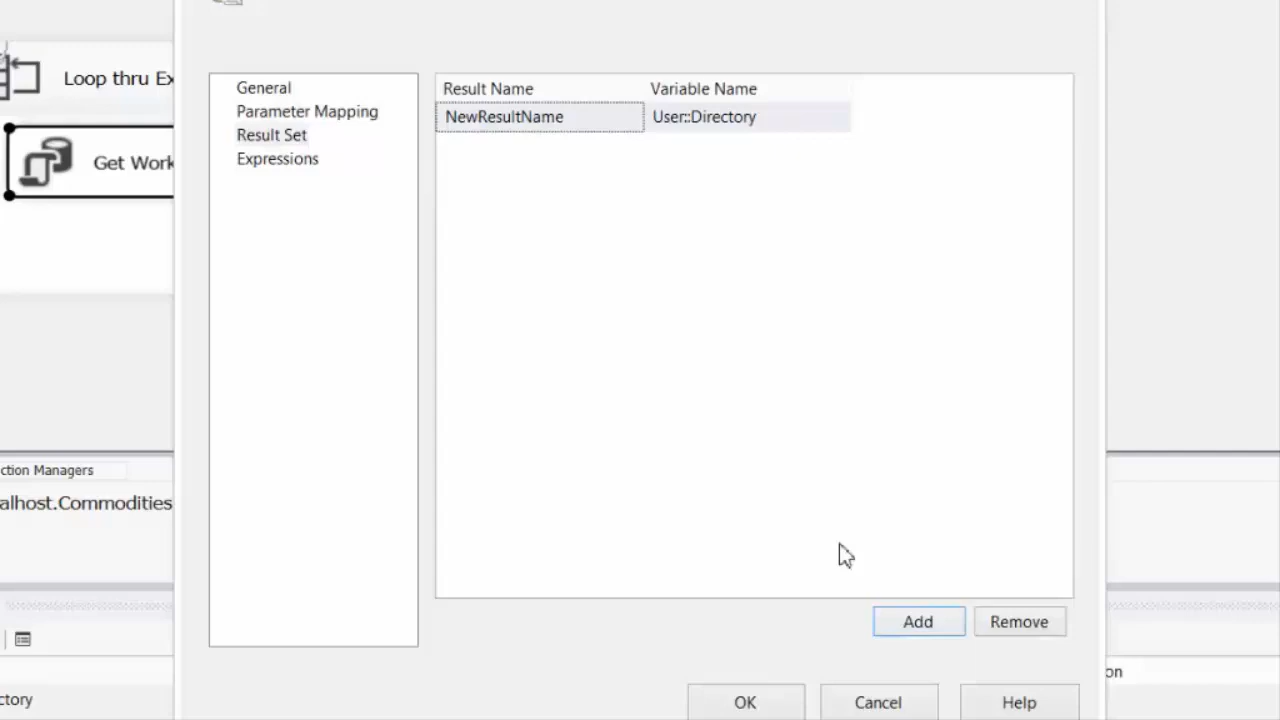 Loop thru Ex
Get Work
General
Parameter Mapping
Result Set
Expressions
Result Name Variable Name
NewResultName User::Directory
ction Managers
alhost.Commodities
Add Remove
on
ctory
OK Cancel Help